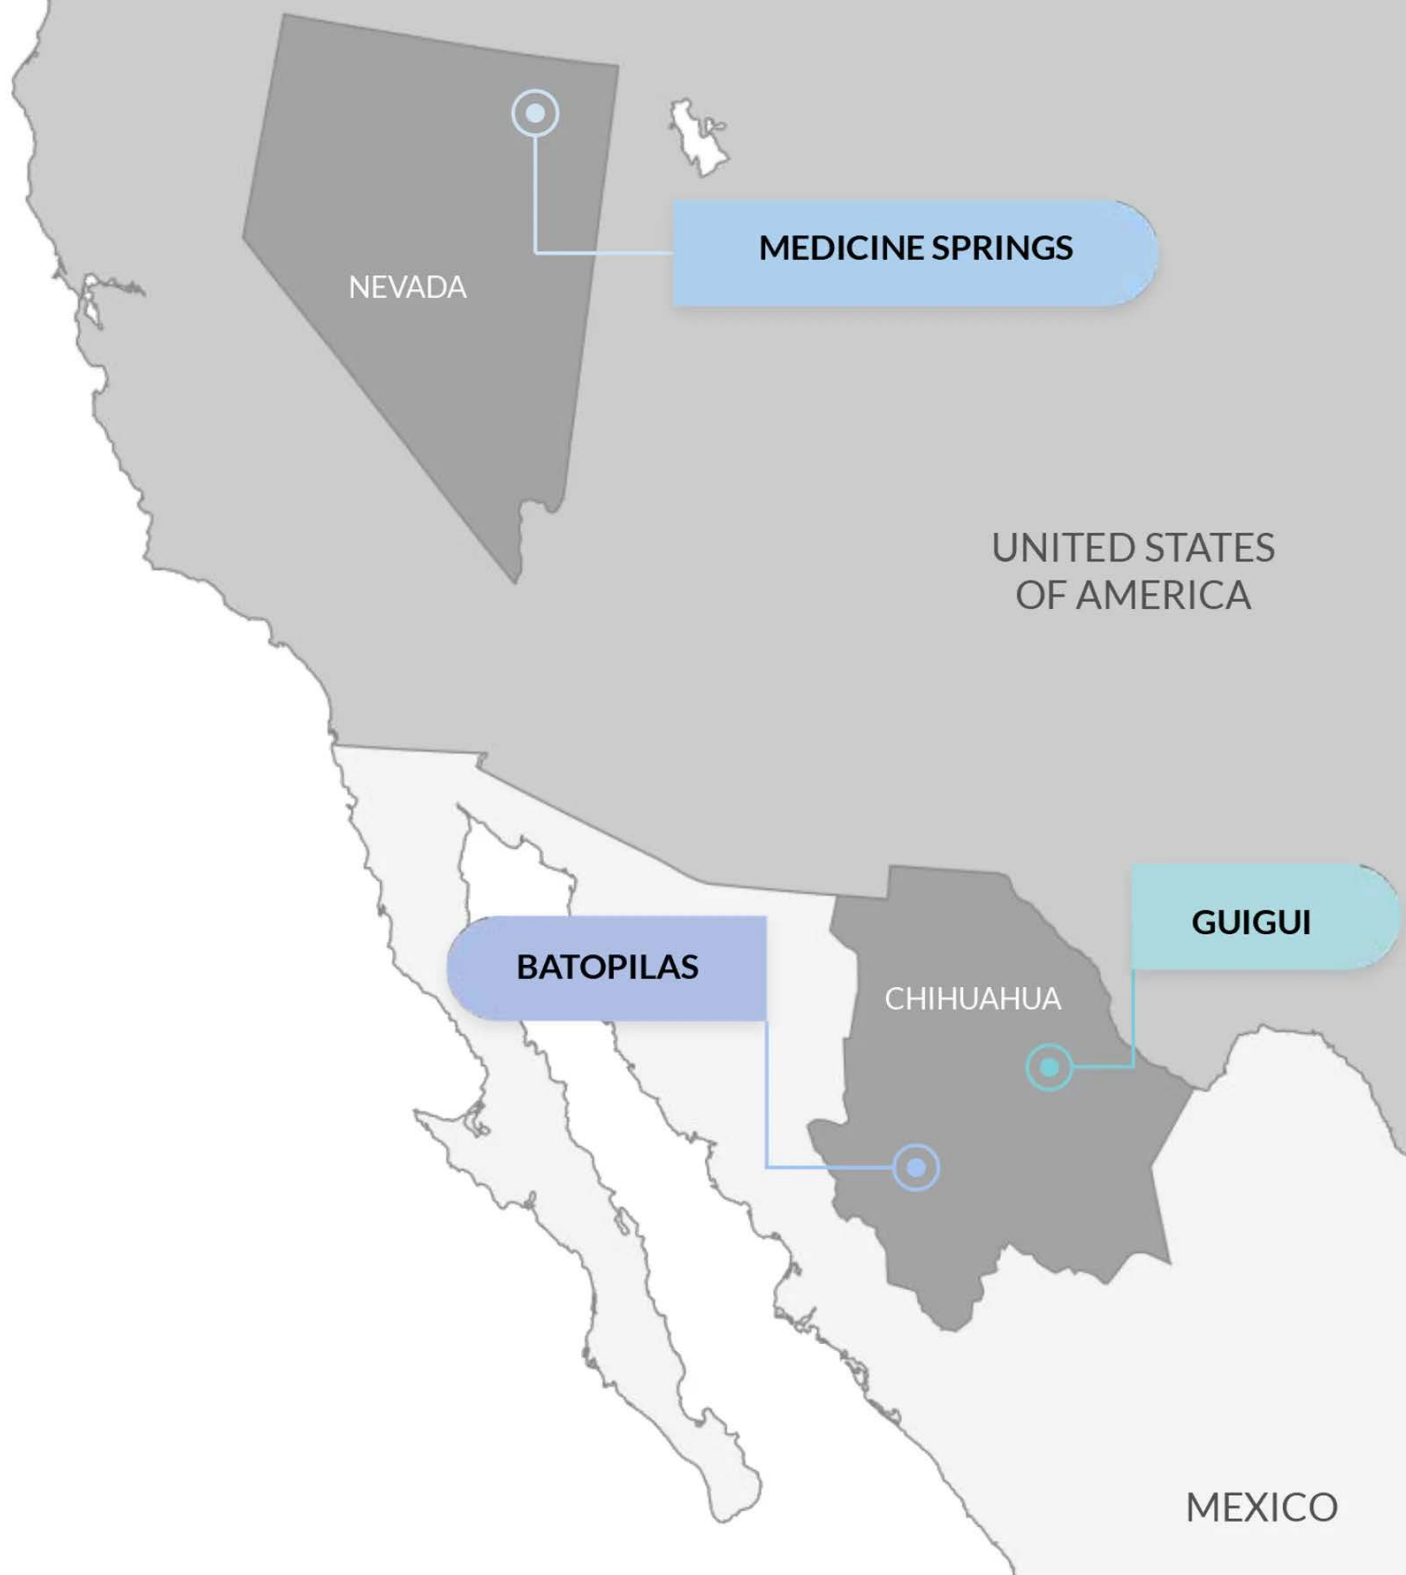 MEDICINE SPRINGS
NEVADA
UNITED STATES
OF AMERICA
GUIGUI
BATOPILAS
CHIHUAHUA
MEXICO